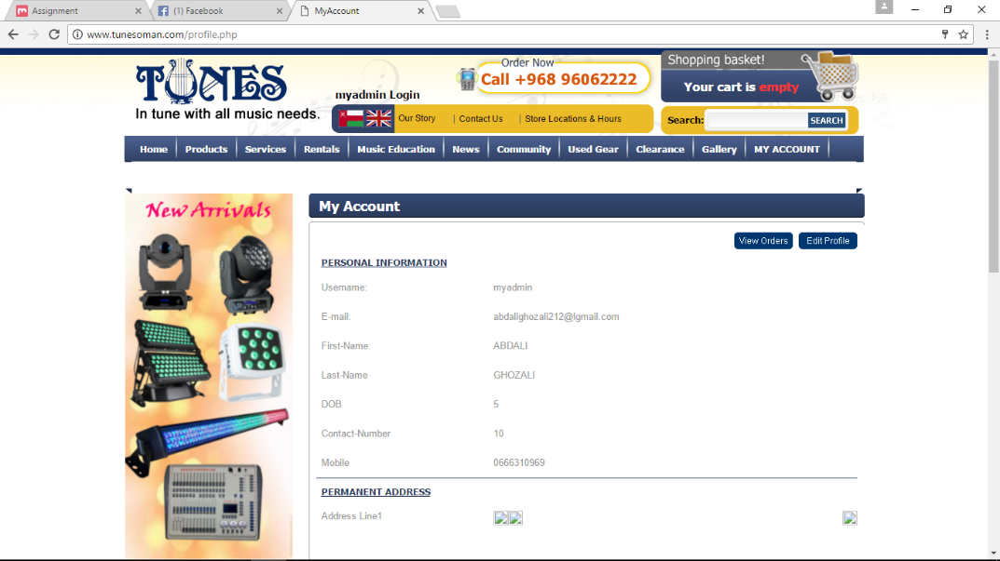 Assignment
(1) Facebook
MyAccount
www.tunesoman.com/profile.php
TUNES
In tune with all music needs.
Order Now
Call +968 96062222
Shopping basket!
Your cart is empty
myadmin Login
Our Story | Contact Us | Store Locations & Hours
Search: SEARCH
Home Products Services Rentals Music Education News Community Used Gear Clearance Gallery MY ACCOUNT
New Arrivals
My Account
View Orders Edit Profile
PERSONAL INFORMATION
Username: myadmin
E-mail: abdalighozali212@lgmail.com
First-Name: ABDALI
Last-Name GHOZALI
DOB 5
Contact-Number 10
Mobile 0666310969
PERMANENT ADDRESS
Address Line1